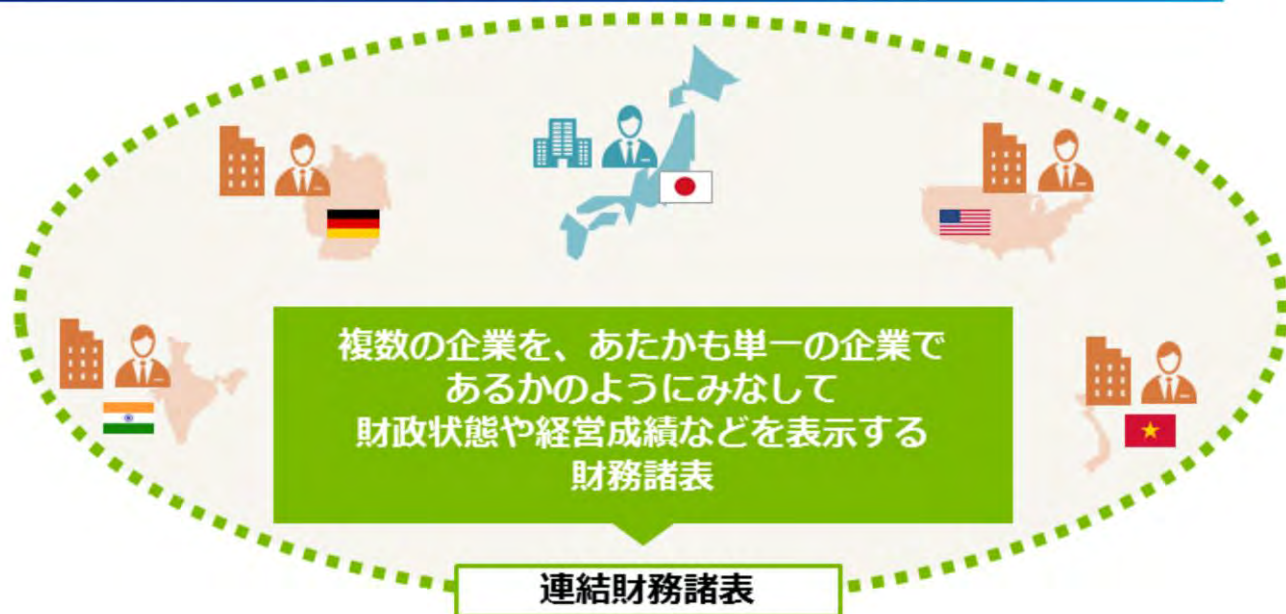 複数の企業を、あたかも単一の企業で
あるかのようにみなして
財政状態や経営成績などを表示する
財務諸表
連結財務諸表